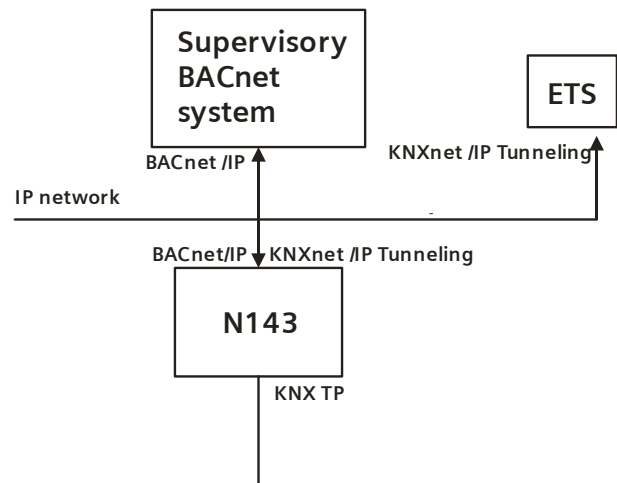 Supervisory
BACnet
system
ETS
BACnet /IP
KNXnet /IP Tunneling
IP network
BACnet/IP KNXnet /IP Tunneling
N143
KNX TP